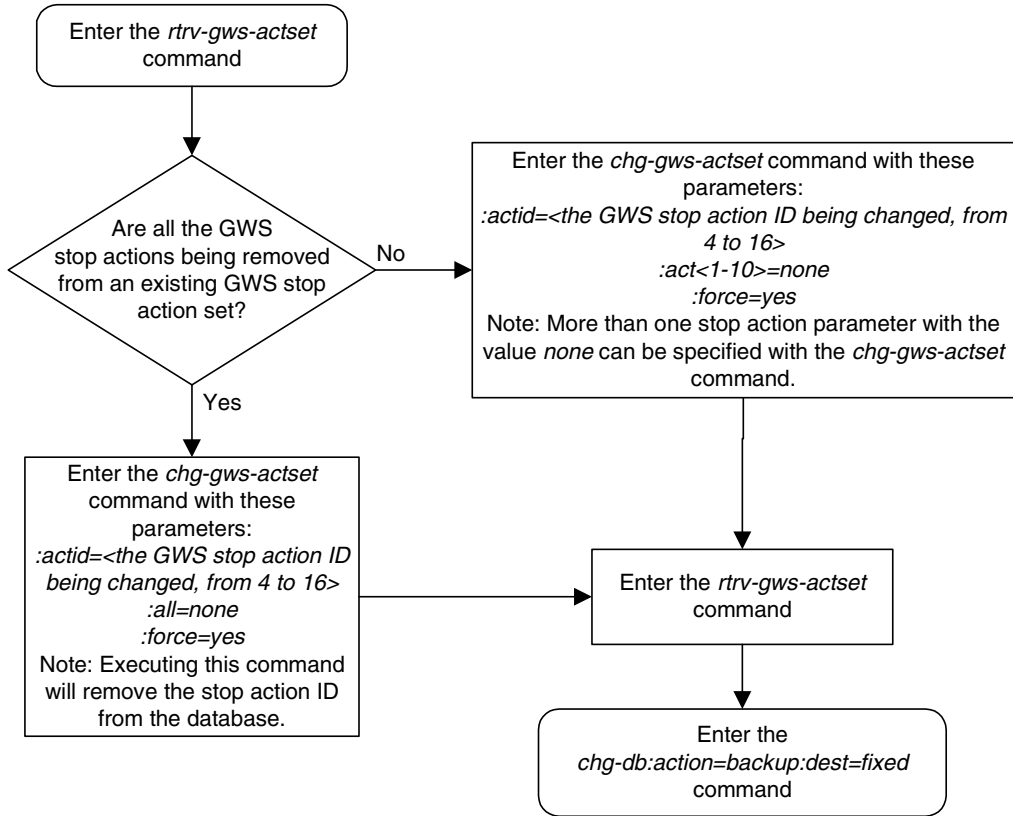 Enter the rtrv-gws-actset
command
Are all the GWS
stop actions being removed
from an existing GWS stop
action set?
No
Enter the chg-gws-actset command with these
parameters:
:actid=<the GWS stop action ID being changed, from
4 to 16>
:act<1-10>=none
:force=yes
Note: More than one stop action parameter with the
value none can be specified with the chg-gws-actset
command.
Yes
Enter the chg-gws-actset
command with these
parameters:
:actid=<the GWS stop action ID
being changed, from 4 to 16>
:all=none
:force=yes
Note: Executing this command
will remove the stop action ID
from the database.
Enter the rtrv-gws-actset
command
Enter the
chg-db:action=backup:dest=fixed
command